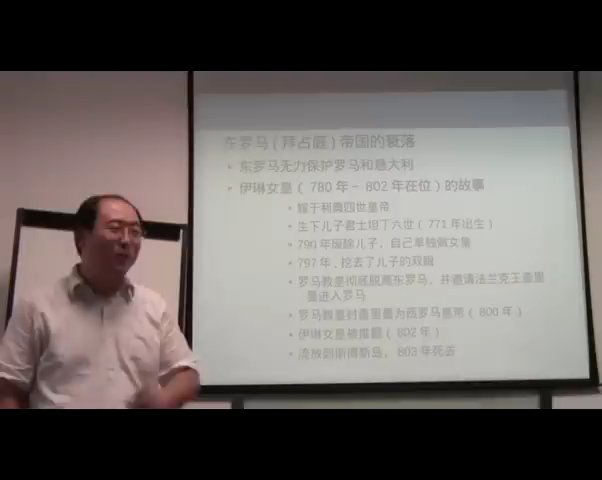 东罗马(拜占庭)帝国的衰落
• 东罗马无力保护罗马和意大利
• 伊琳女皇(780年-802年在位)的故事
• 嫁于利奥四世皇帝
• 生下儿子君士坦丁六世(771年出生)
• 790年废除儿子,自己单独做女皇
• 797年,挖去了儿子的双眼
• 罗马教皇彻底脱离东罗马,并邀请法兰克王查里
曼进入罗马
• 罗马教皇封查里曼为西罗马皇帝(800年)
• 伊琳女皇被推翻(802年)
• 流放到斯博斯岛,803年死去